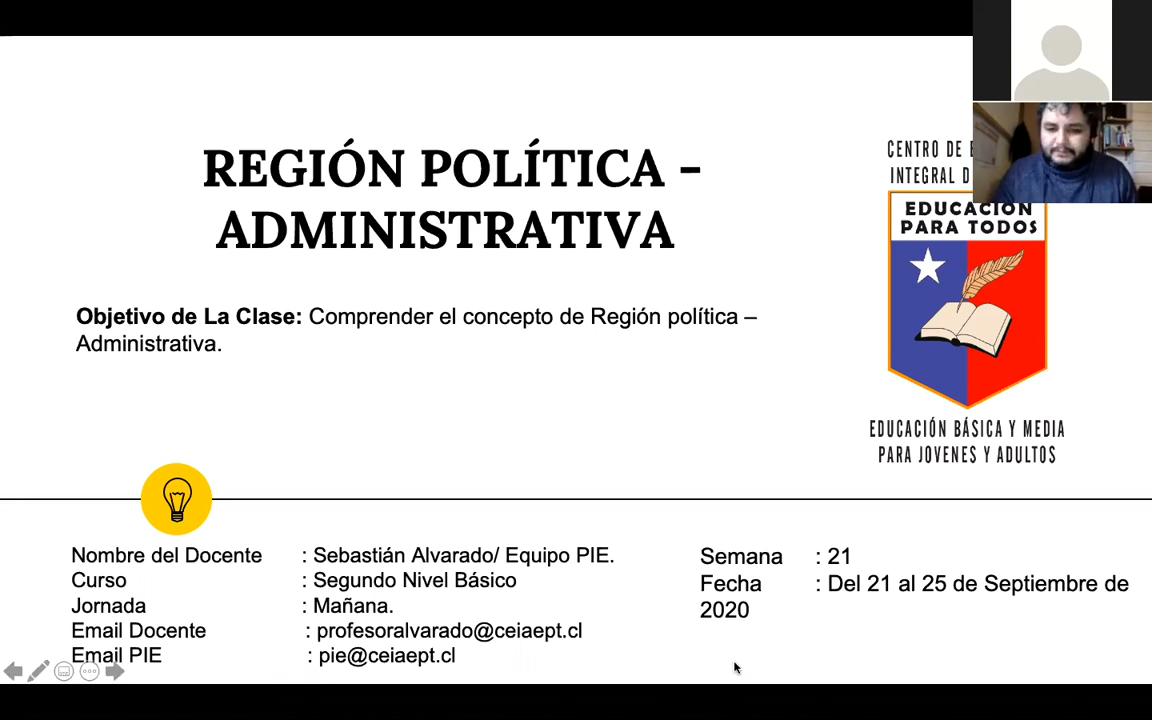 REGIÓN POLÍTICA -
ADMINISTRATIVA
Objetivo de La Clase: Comprender el concepto de Región política –
Administrativa.
CENTRO DE
INTEGRAL
EDUCACIÓN
PARA TODOS
EDUCACIÓN BÁSICA Y MEDIA
PARA JOVENES Y ADULTOS
Nombre del Docente : Sebastián Alvarado/ Equipo PIE.
Curso : Segundo Nivel Básico
Jornada : Mañana.
Email Docente : profesoralvarado@ceiaept.cl
Email PIE : pie@ceiaept.cl
Semana : 21
Fecha : Del 21 al 25 de Septiembre de
2020